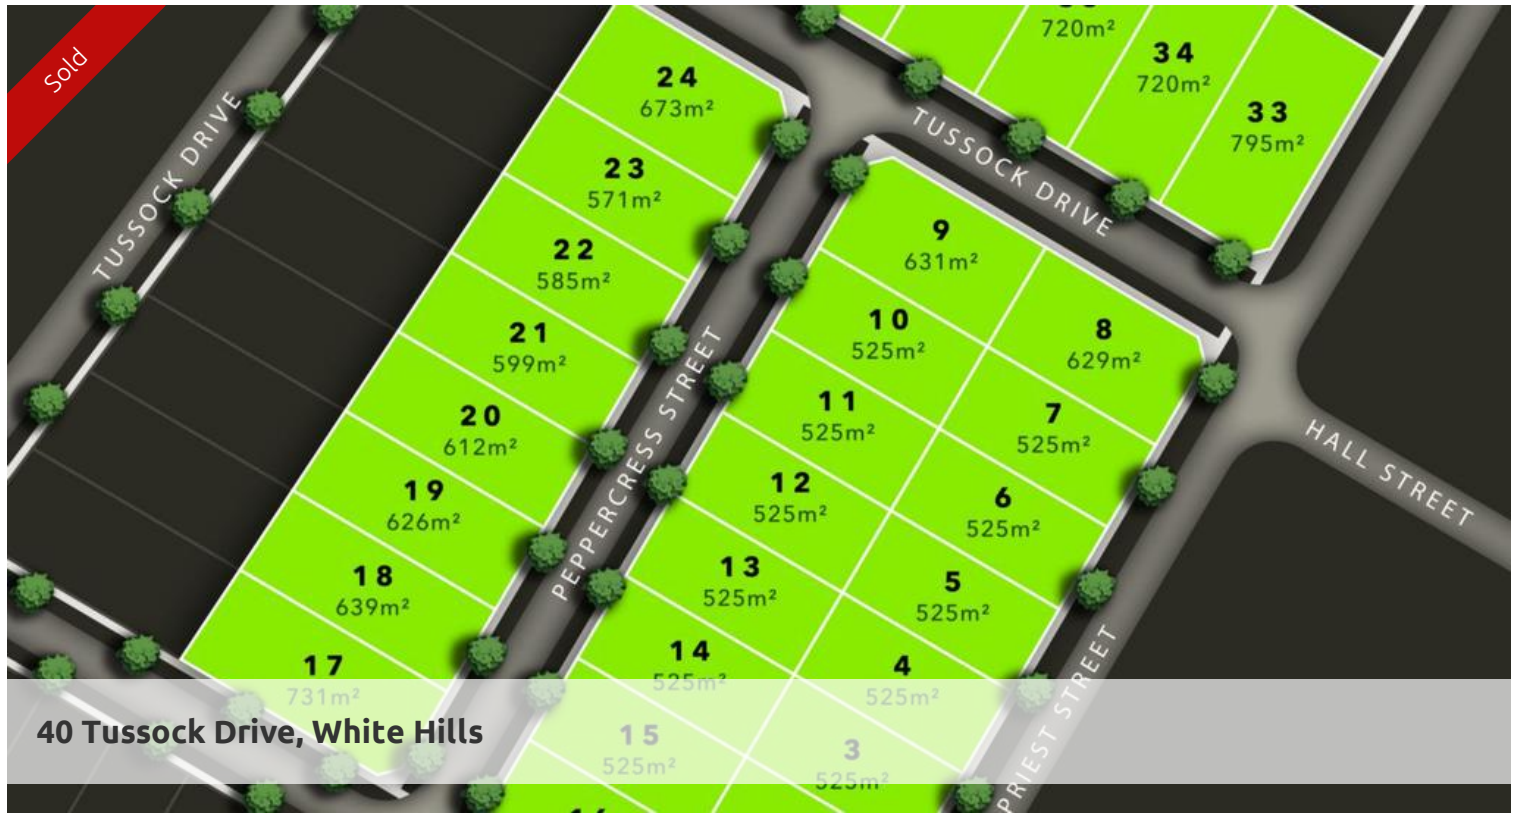 Sold
TUSSOCK DRIVE
24
673m²
23
571m²
22
585m²
21
599m²
20
612m²
19
626m²
18
639m²
17
731m²
PEPPERCRESS STREET
720m²
34
720m²
33
795m²
TUSSOCK DRIVE
9
631m²
8
629m²
10
525m²
7
525m²
11
525m²
6
525m²
12
525m²
5
525m²
13
525m²
4
525m²
14
525m²
3
525m²
15
525m²
HALL STREET
PRIEST STREET
40 Tussock Drive, White Hills